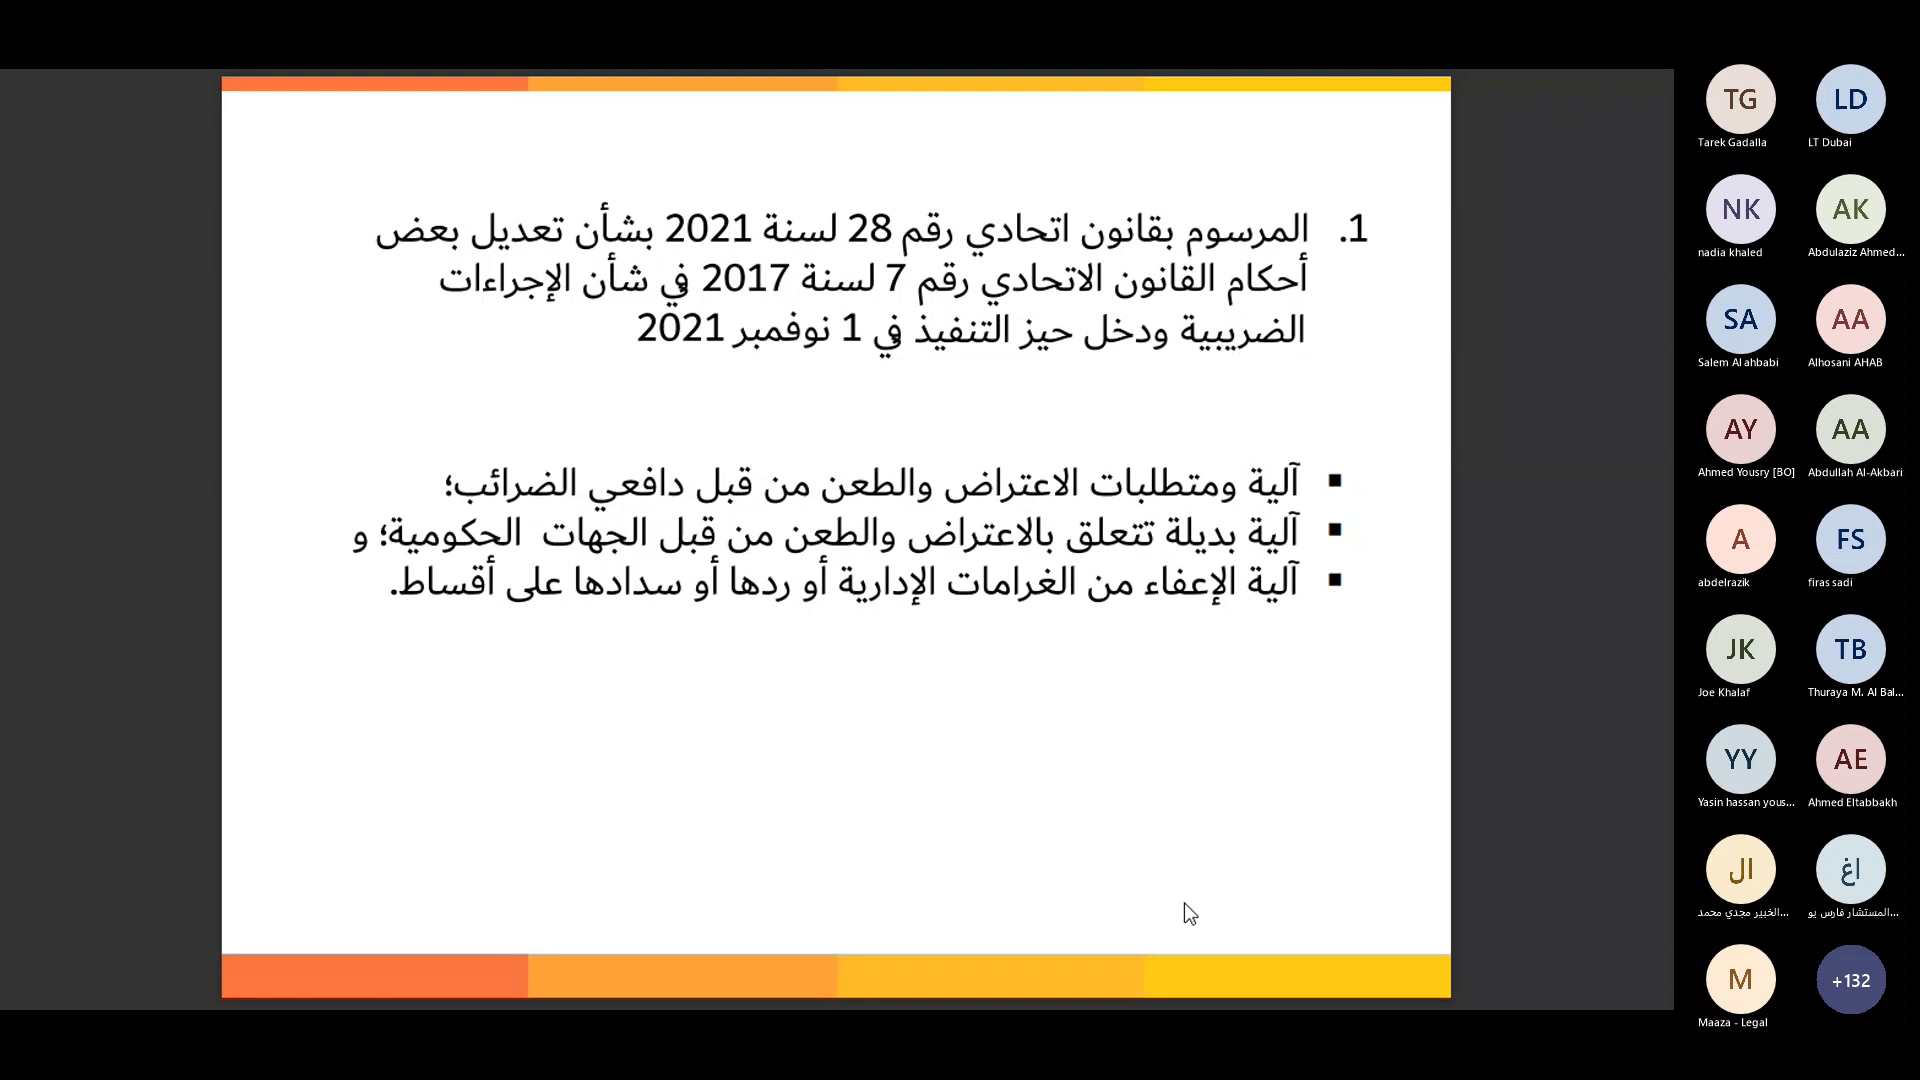 1. المرسوم بقانون اتحادي رقم 28 لسنة 2021 بشأن تعديل بعض
أحكام القانون الاتحادي رقم 7 لسنة 2017 في شأن الإجراءات
الضريبية ودخل حيز التنفيذ في 1 نوفمبر 2021
▪ آلية ومتطلبات الاعتراض والطعن من قبل دافعي الضرائب؛
▪ آلية بديلة تتعلق بالاعتراض والطعن من قبل الجهات الحكومية؛ و
▪ آلية الإعفاء من الغرامات الإدارية أو ردها أو سدادها على أقساط.
TG
Tarek Gadalla
LD
LT Dubai
NK
nadia khaled
AK
Abdulaziz Ahmed...
SA
Salem Al ahbabi
AA
Alhosani AHAB
AY
Ahmed Yousry [BO]
AA
Abdullah Al-Akbari
A
abdelrazik
FS
firas sadi
JK
Joe Khalaf
TB
Thuraya M. Al Bal...
YY
Yasin hassan yous...
AE
Ahmed Eltabbakh
ال
الخبير مجدي محمد...
اغ
المستشار فارس يو...
M
Maaza - Legal
+132